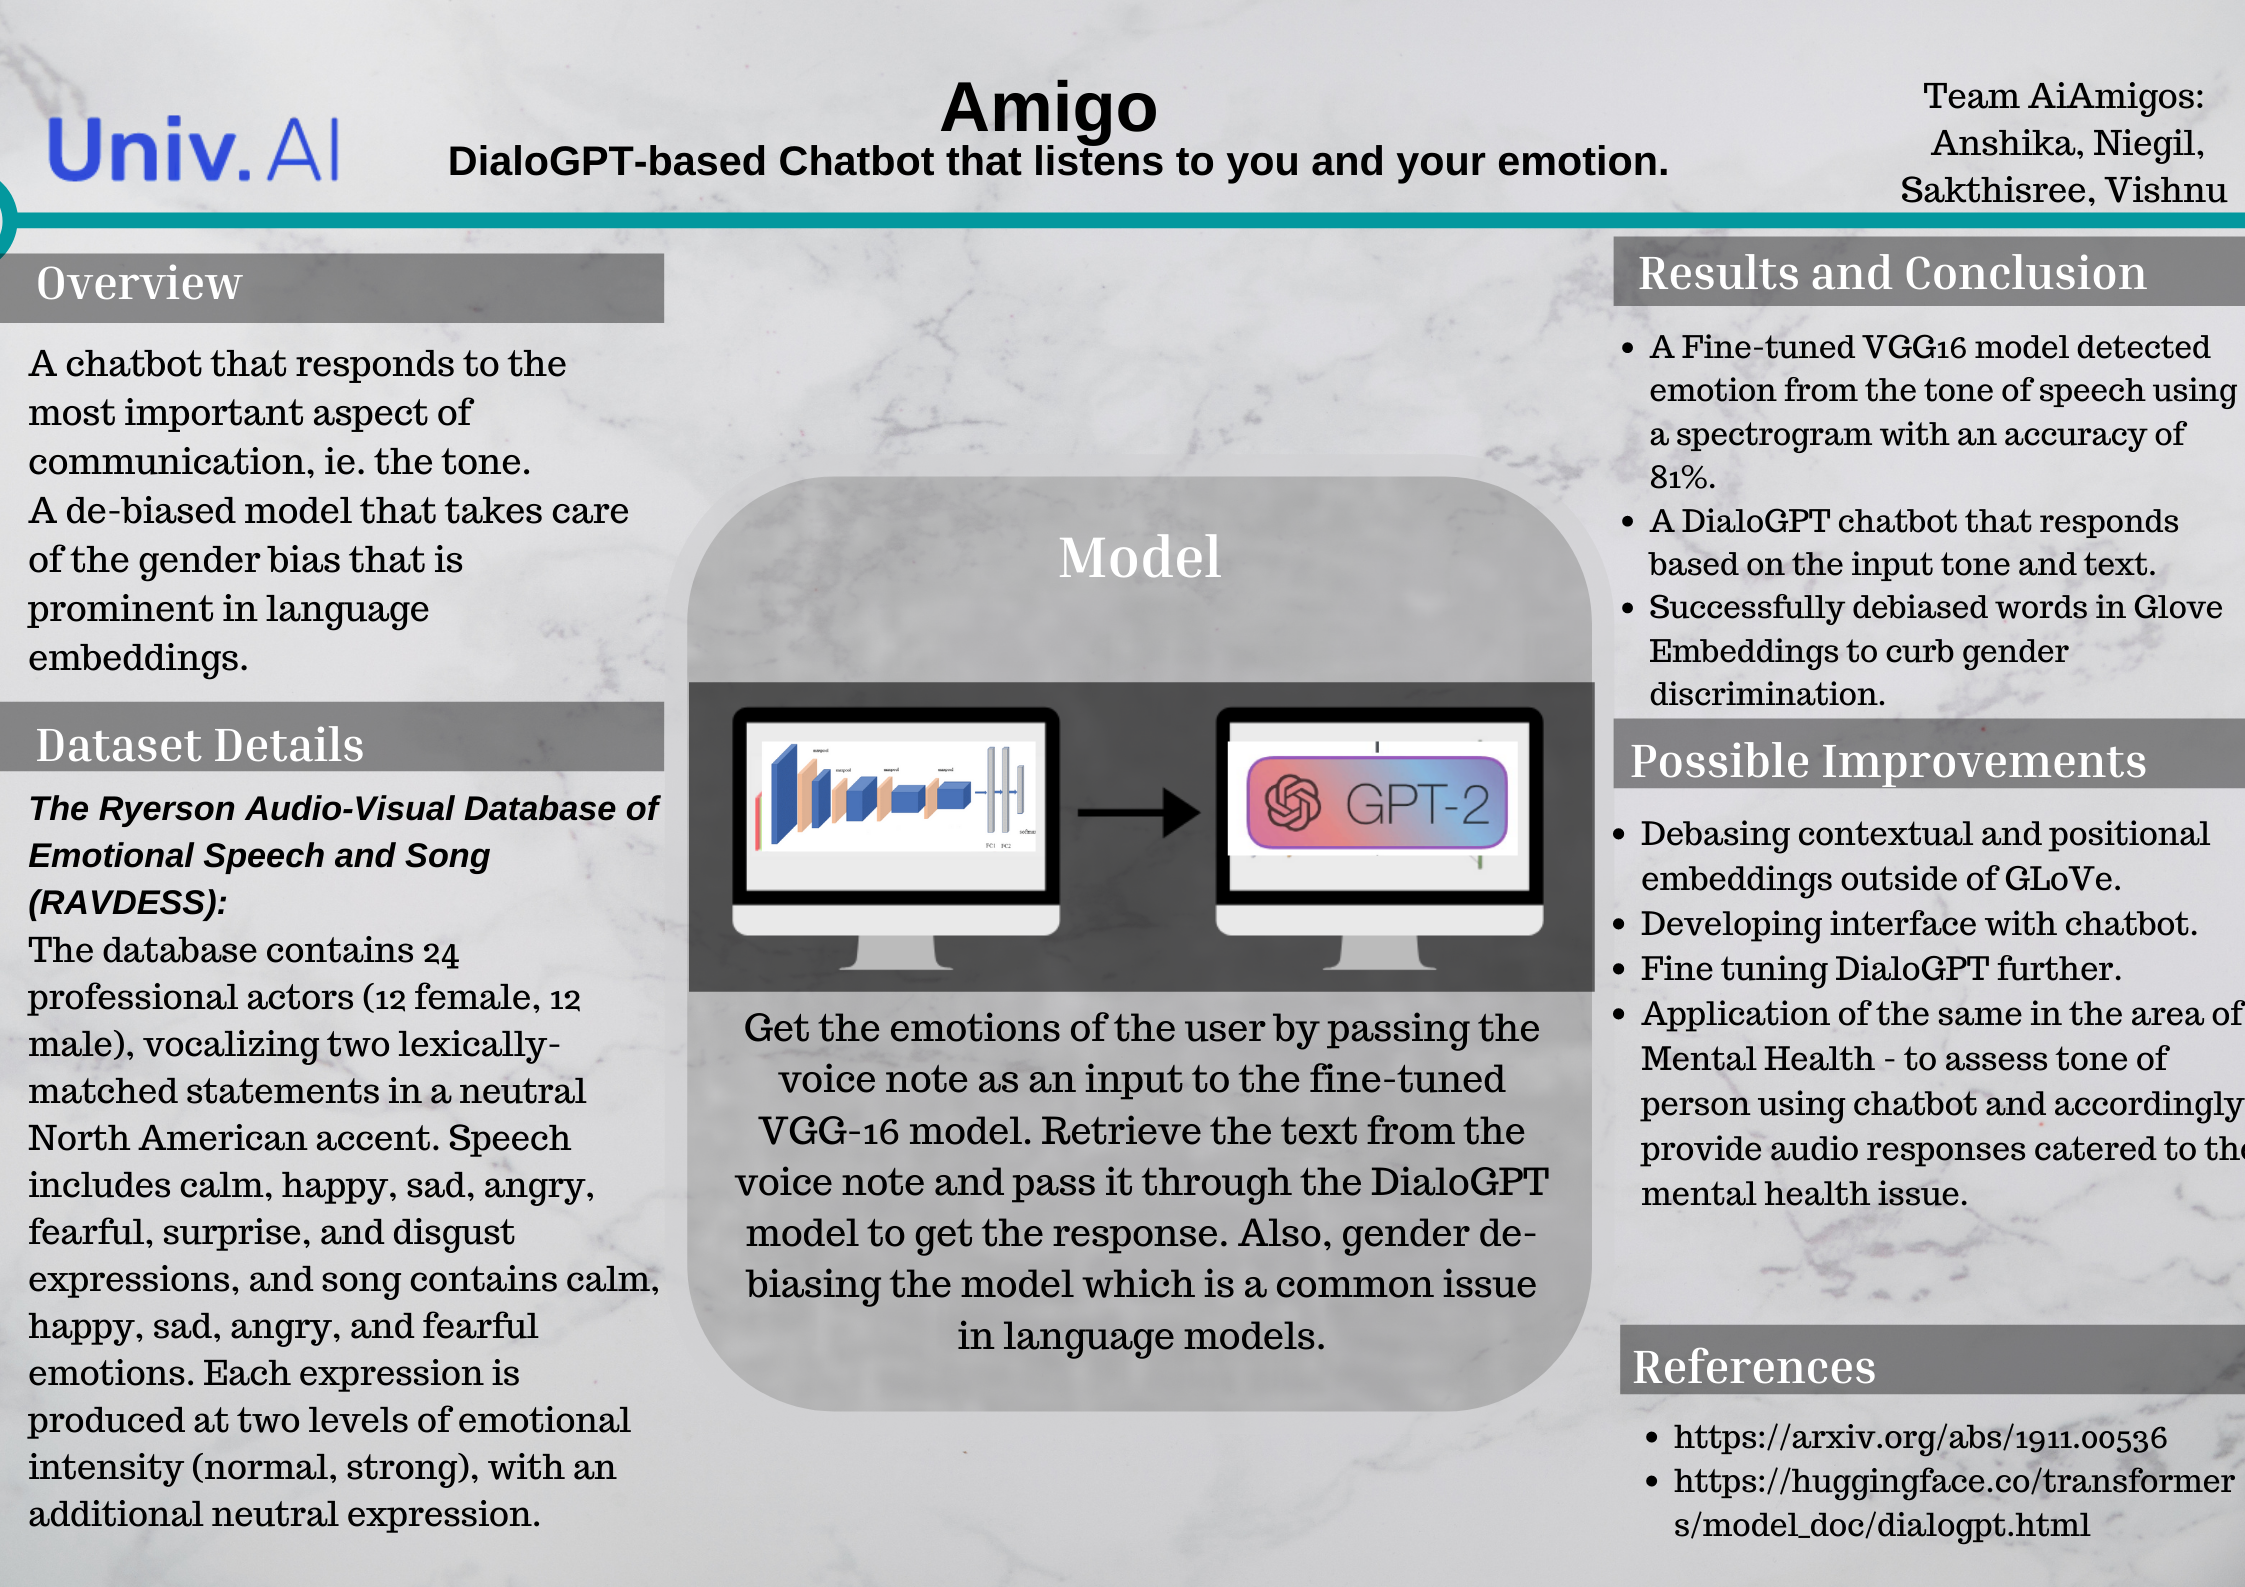 Univ.AI
Amigo
DialoGPT-based Chatbot that listens to you and your emotion.
Team AiAmigos:
Anshika, Niegil,
Sakthisree, Vishnu
Overview
A chatbot that responds to the
most important aspect of
communication, ie. the tone.
A de-biased model that takes care
of the gender bias that is
prominent in language
embeddings.
Dataset Details
The Ryerson Audio-Visual Database of
Emotional Speech and Song
(RAVDESS):
The database contains 24
professional actors (12 female, 12
male), vocalizing two lexically-
matched statements in a neutral
North American accent. Speech
includes calm, happy, sad, angry,
fearful, surprise, and disgust
expressions, and song contains calm,
happy, sad, angry, and fearful
emotions. Each expression is
produced at two levels of emotional
intensity (normal, strong), with an
additional neutral expression.
Model
maxpool
maxpool
maxpool
maxpool
FC1 FC2
GPT-2
Get the emotions of the user by passing the
voice note as an input to the fine-tuned
VGG-16 model. Retrieve the text from the
voice note and pass it through the DialoGPT
model to get the response. Also, gender de-
biasing the model which is a common issue
in language models.
Results and Conclusion
• A Fine-tuned VGG16 model detected
emotion from the tone of speech using
a spectrogram with an accuracy of
81%.
• A DialoGPT chatbot that responds
based on the input tone and text.
• Successfully debiased words in Glove
Embeddings to curb gender
discrimination.
Possible Improvements
• Debasing contextual and positional
embeddings outside of GLoVe.
• Developing interface with chatbot.
• Fine tuning DialoGPT further.
• Application of the same in the area of
Mental Health - to assess tone of
person using chatbot and accordingly
provide audio responses catered to the
mental health issue.
References
• https://arxiv.org/abs/1911.00536
• https://huggingface.co/transformer
s/model_doc/dialogpt.html